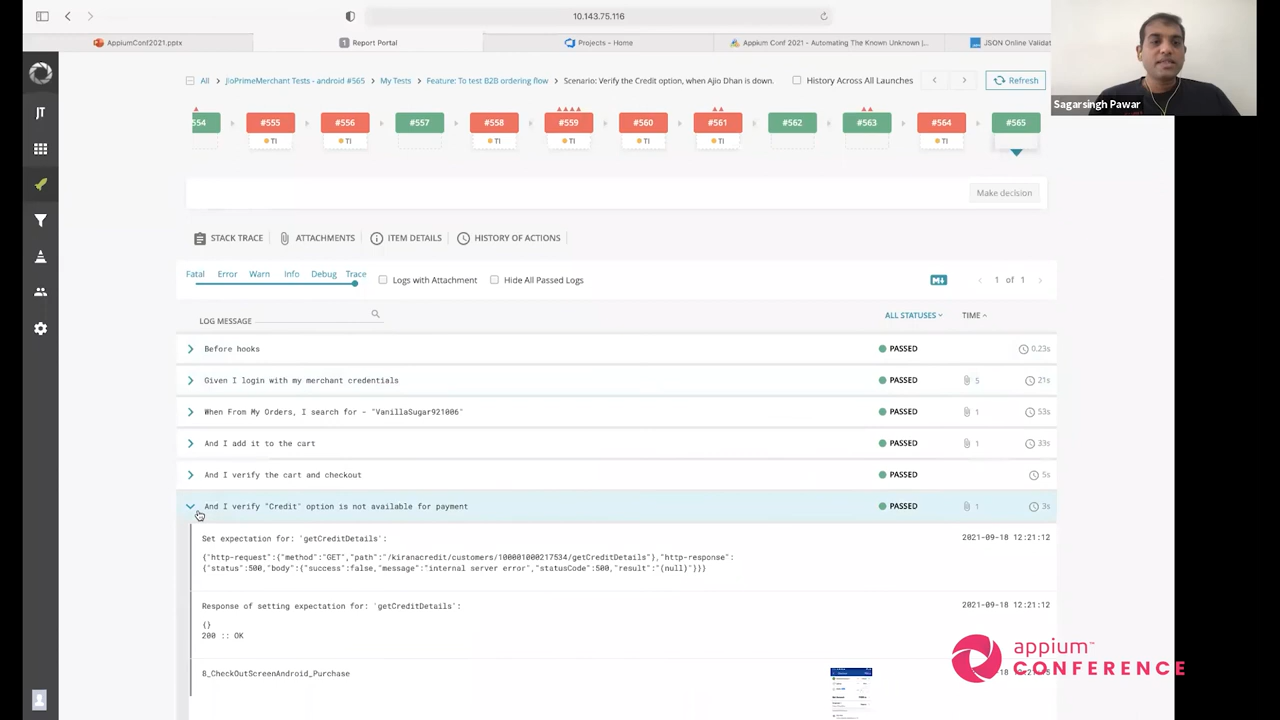 10.143.75.116
AppiumConf2021.pptx
1 Report Portal
Projects – Home
Appium Conf 2021 - Automating The Known Unknown |...
JSON Online Validat
All
JioPrimeMerchant Tests - android #565
My Tests
Feature: To test B2B ordering flow
Scenario: Verify the Credit option, when Ajio Dhan is down.
History Across All Launches
Refresh
Sagarsingh Pawar
JT
554
#555
#556
#557
#558
#559
#560
#561
#562
#563
#564
#565
TI
TI
TI
TI
TI
TI
TI
Make decision
STACK TRACE
ATTACHMENTS
ITEM DETAILS
HISTORY OF ACTIONS
Fatal
Error
Warn
Info
Debug
Trace
Logs with Attachment
Hide All Passed Logs
M
1 of 1
LOG MESSAGE
ALL STATUSES
TIME
Before hooks
PASSED
0.23s
Given I login with my merchant credentials
PASSED
5
21s
When From My Orders, I search for - "VanillaSugar921006"
PASSED
1
53s
And I add it to the cart
PASSED
1
33s
And I verify the cart and checkout
PASSED
5s
And I verify "Credit" option is not available for payment
PASSED
1
3s
Set expectation for: 'getCreditDetails':
2021-09-18 12:21:12
{"http-request":{"method":"GET","path":"/kiranacredit/customers/100001000217534/getCreditDetails"},"http-response":
{"status":500,"body":{"success":false,"message":"internal server error","statusCode":500,"result":"{null}"}}}
Response of setting expectation for: 'getCreditDetails':
2021-09-18 12:21:12
{}
200 :: OK
B_CheckOutScreenAndroid_Purchase
appium™
CONFERENCE